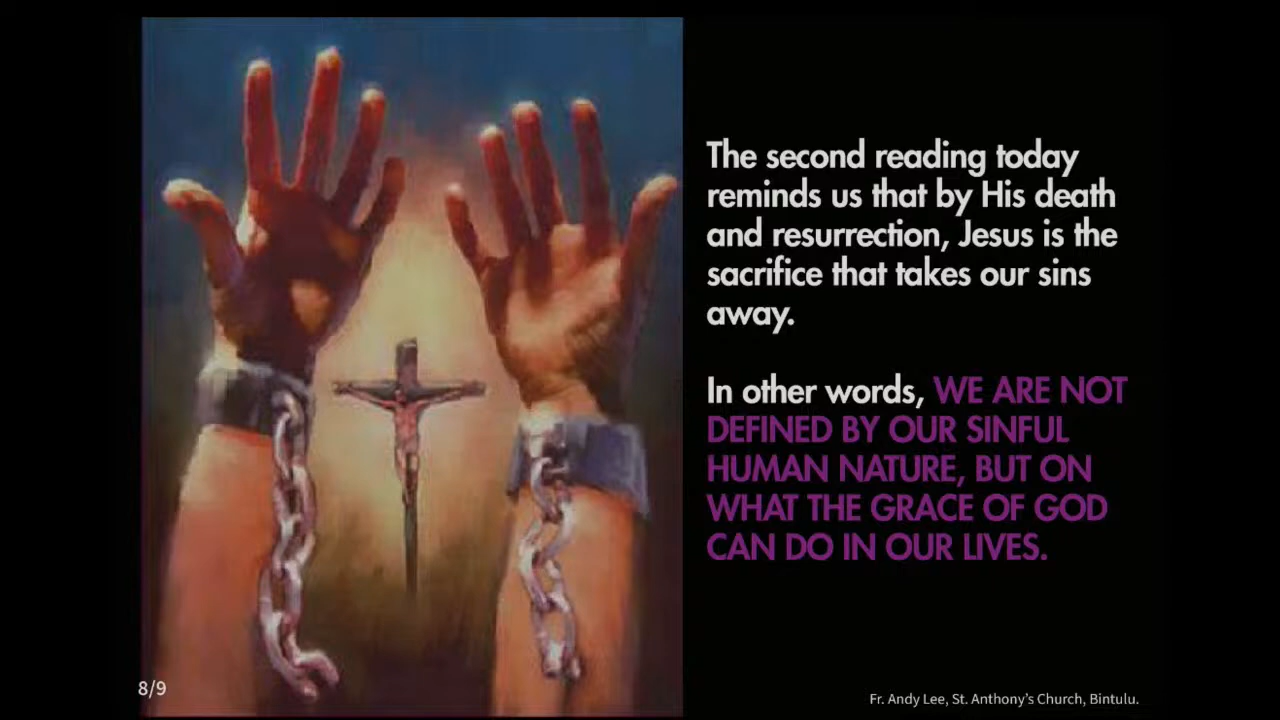 The second reading today
reminds us that by His death
and resurrection, Jesus is the
sacrifice that takes our sins
away.
In other words, WE ARE NOT
DEFINED BY OUR SINFUL
HUMAN NATURE, BUT ON
WHAT THE GRACE OF GOD
CAN DO IN OUR LIVES.
8/9
Fr. Andy Lee, St. Anthony's Church, Bintulu.